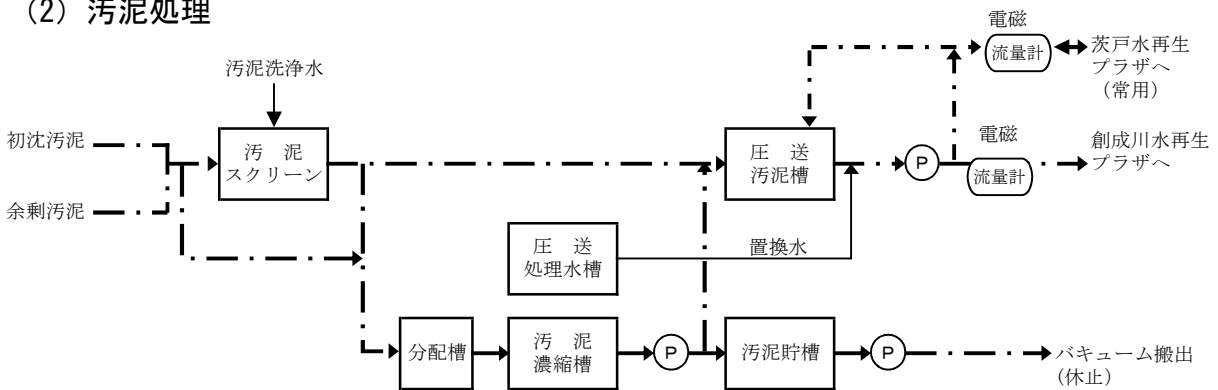 (2) 汚泥処理
電磁
流量計
茨戸水再生
プラザへ
（常用）
汚泥洗浄水
初沈汚泥
余剰汚泥
汚　泥
スクリーン
圧　送
汚泥槽
P
電磁
流量計
創成川水再生
プラザへ
圧　送
処理水槽
置換水
分配槽
汚　泥
濃縮槽
P
汚泥貯槽
P
バキューム搬出
（休止）